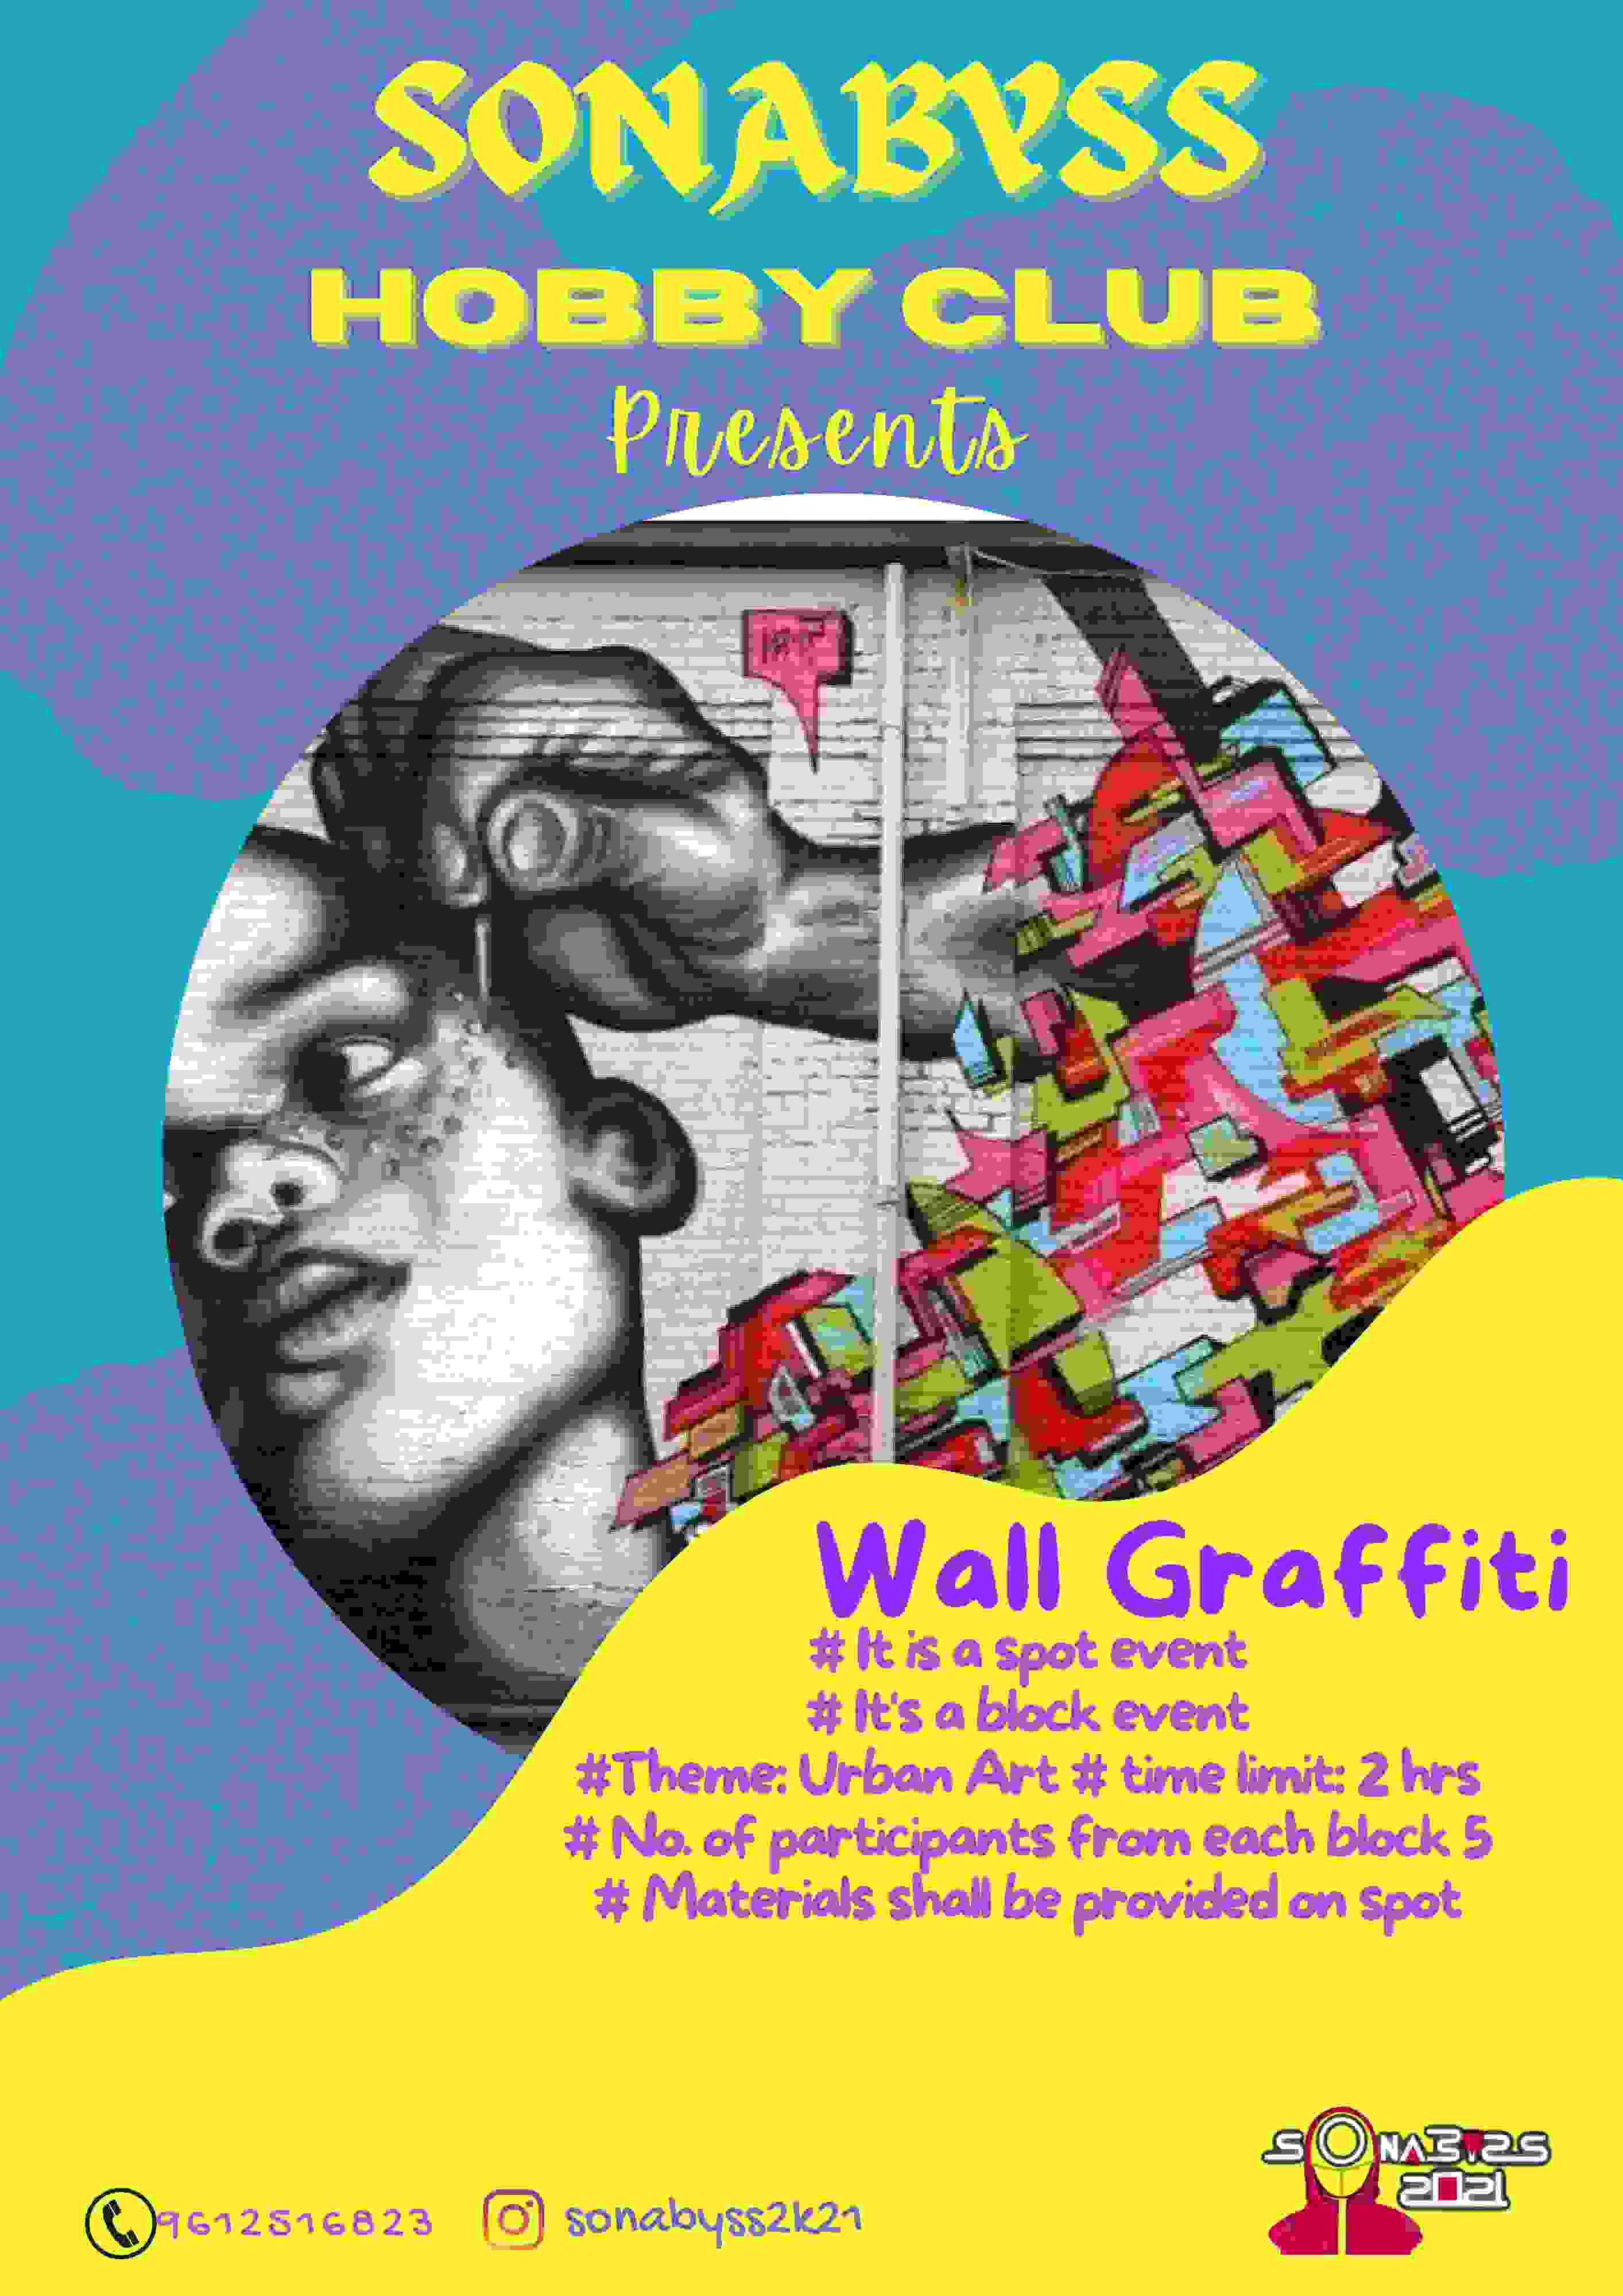 SONABYSS
HOBBY CLUB
Presents
Wall Graffiti
# It is a spot event
# It's a block event
#Theme: Urban Art # time limit: 2 hrs
# No. of participants from each block 5
# Materials shall be provided on spot
SONABYSS
2021
9612516823
sonabyss2k21